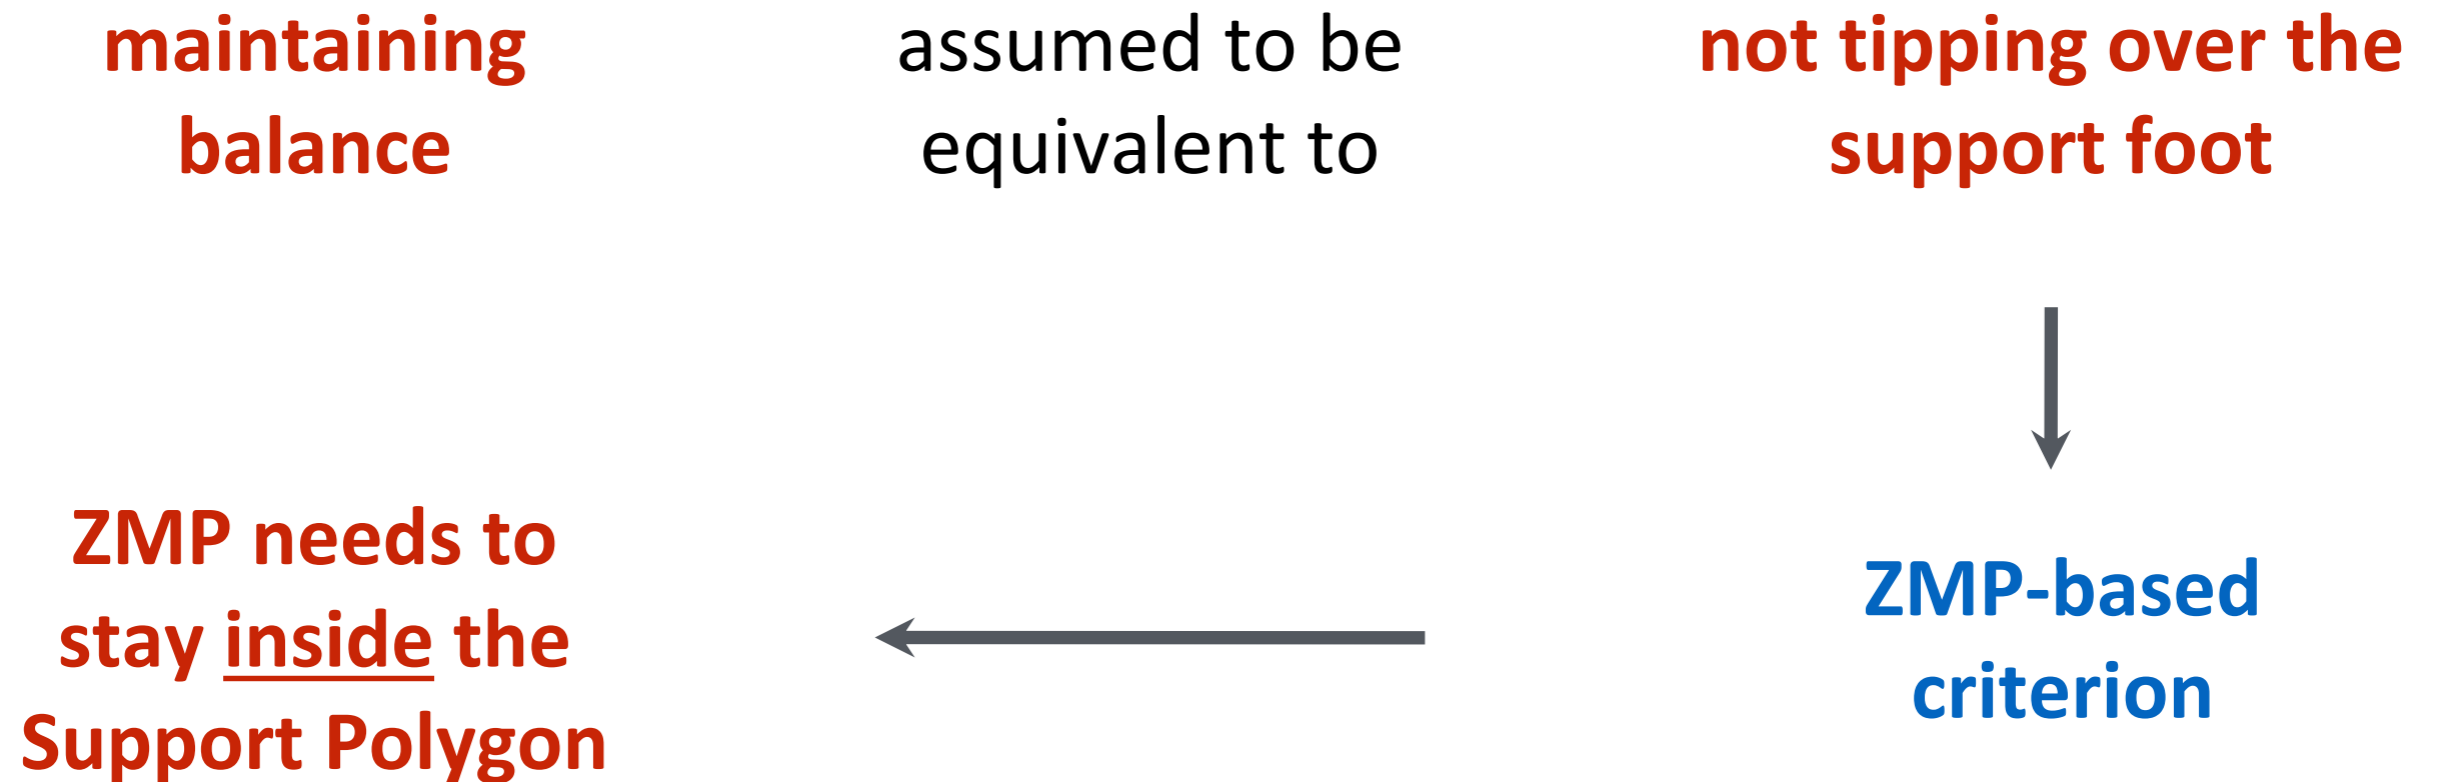 maintaining
balance
assumed to be
equivalent to
not tipping over the
support foot
ZMP needs to
stay inside the
Support Polygon
ZMP-based
criterion